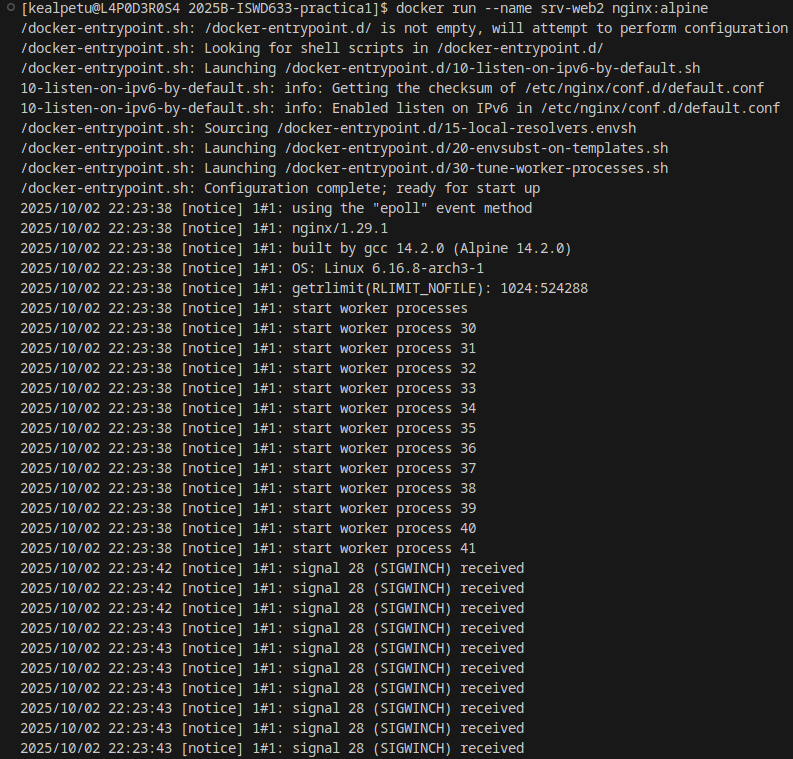 [kealpetu@L4P0D3R0S4 2025B-ISWD633-practica1]$ docker run --name srv-web2 nginx:alpine
/docker-entrypoint.sh: /docker-entrypoint.d/ is not empty, will attempt to perform configuration
/docker-entrypoint.sh: Looking for shell scripts in /docker-entrypoint.d/
/docker-entrypoint.sh: Launching /docker-entrypoint.d/10-listen-on-ipv6-by-default.sh
10-listen-on-ipv6-by-default.sh: info: Getting the checksum of /etc/nginx/conf.d/default.conf
10-listen-on-ipv6-by-default.sh: info: Enabled listen on IPv6 in /etc/nginx/conf.d/default.conf
/docker-entrypoint.sh: Sourcing /docker-entrypoint.d/15-local-resolvers.envsh
/docker-entrypoint.sh: Launching /docker-entrypoint.d/20-envsubst-on-templates.sh
/docker-entrypoint.sh: Launching /docker-entrypoint.d/30-tune-worker-processes.sh
/docker-entrypoint.sh: Configuration complete; ready for start up
2025/10/02 22:23:38 [notice] 1#1: using the "epoll" event method
2025/10/02 22:23:38 [notice] 1#1: nginx/1.29.1
2025/10/02 22:23:38 [notice] 1#1: built by gcc 14.2.0 (Alpine 14.2.0)
2025/10/02 22:23:38 [notice] 1#1: OS: Linux 6.16.8-arch3-1
2025/10/02 22:23:38 [notice] 1#1: getrlimit(RLIMIT_NOFILE): 1024:524288
2025/10/02 22:23:38 [notice] 1#1: start worker processes
2025/10/02 22:23:38 [notice] 1#1: start worker process 30
2025/10/02 22:23:38 [notice] 1#1: start worker process 31
2025/10/02 22:23:38 [notice] 1#1: start worker process 32
2025/10/02 22:23:38 [notice] 1#1: start worker process 33
2025/10/02 22:23:38 [notice] 1#1: start worker process 34
2025/10/02 22:23:38 [notice] 1#1: start worker process 35
2025/10/02 22:23:38 [notice] 1#1: start worker process 36
2025/10/02 22:23:38 [notice] 1#1: start worker process 37
2025/10/02 22:23:38 [notice] 1#1: start worker process 38
2025/10/02 22:23:38 [notice] 1#1: start worker process 39
2025/10/02 22:23:38 [notice] 1#1: start worker process 40
2025/10/02 22:23:38 [notice] 1#1: start worker process 41
2025/10/02 22:23:42 [notice] 1#1: signal 28 (SIGWINCH) received
2025/10/02 22:23:42 [notice] 1#1: signal 28 (SIGWINCH) received
2025/10/02 22:23:42 [notice] 1#1: signal 28 (SIGWINCH) received
2025/10/02 22:23:43 [notice] 1#1: signal 28 (SIGWINCH) received
2025/10/02 22:23:43 [notice] 1#1: signal 28 (SIGWINCH) received
2025/10/02 22:23:43 [notice] 1#1: signal 28 (SIGWINCH) received
2025/10/02 22:23:43 [notice] 1#1: signal 28 (SIGWINCH) received
2025/10/02 22:23:43 [notice] 1#1: signal 28 (SIGWINCH) received
2025/10/02 22:23:43 [notice] 1#1: signal 28 (SIGWINCH) received
2025/10/02 22:23:43 [notice] 1#1: signal 28 (SIGWINCH) received